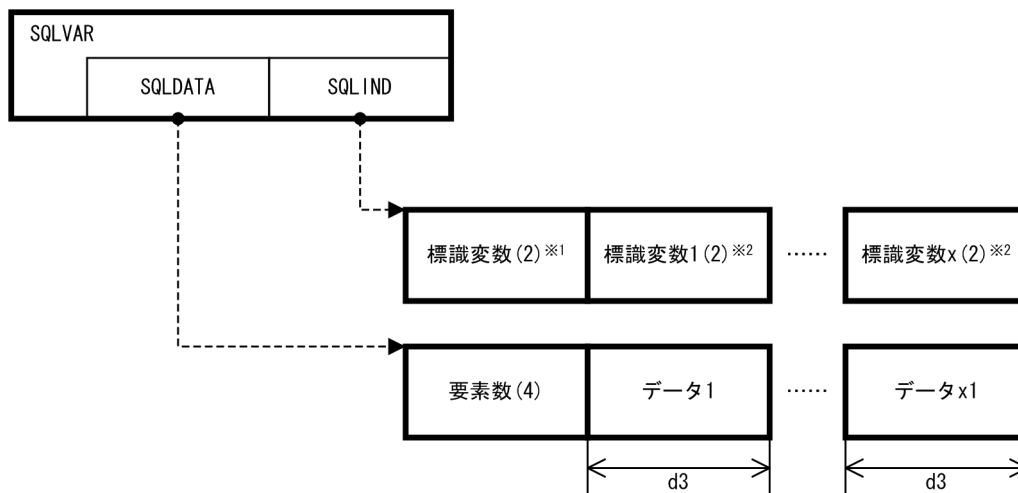 SQLVAR
SQLDATA SQLIND
標識変数(2)※1 標識変数1(2)※2 …… 標識変数x(2)※2
要素数(4) データ1 …… データx1
d3 d3